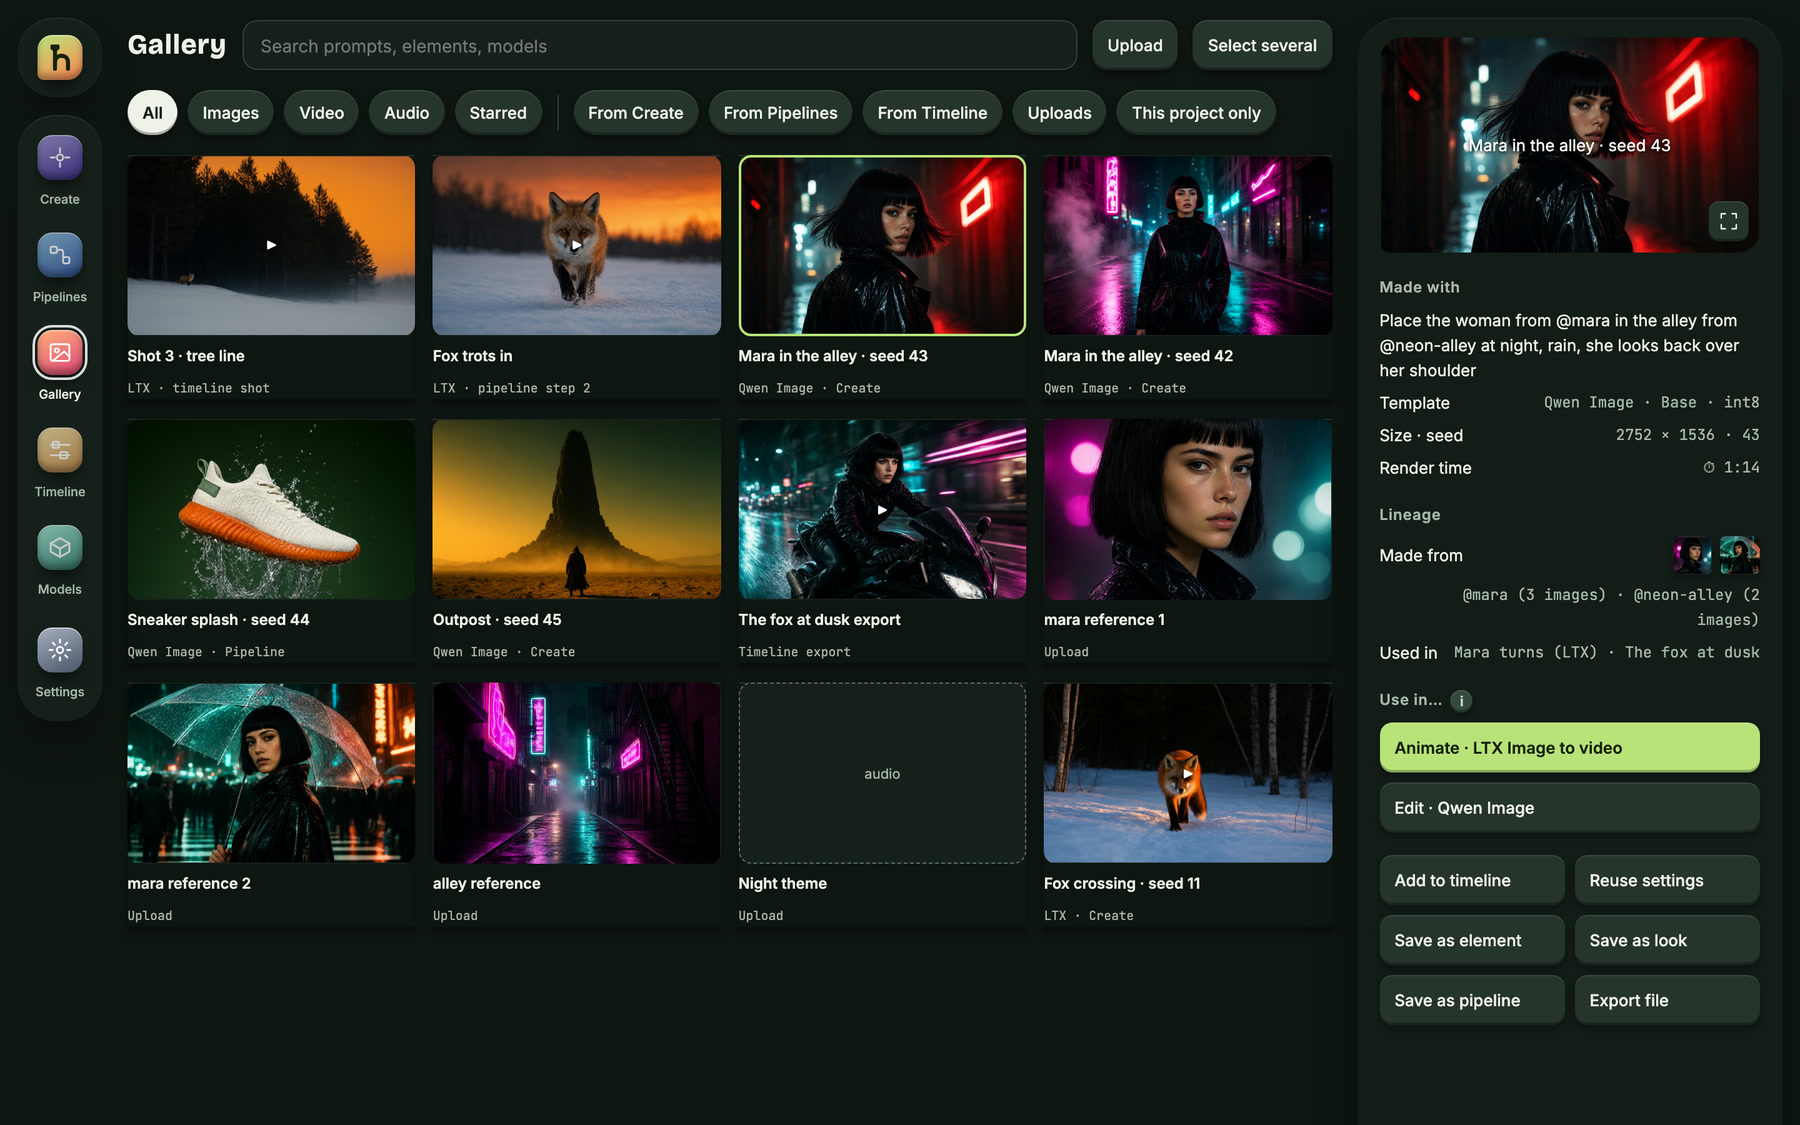 h
Gallery
Search prompts, elements, models
Upload
Select several
All
Images
Video
Audio
Starred
From Create
From Pipelines
From Timeline
Uploads
This project only
Create
Pipelines
Gallery
Timeline
Models
Settings
Shot 3 · tree line
LTX · timeline shot
Fox trots in
LTX · pipeline step 2
Mara in the alley · seed 43
Qwen Image · Create
Mara in the alley · seed 42
Qwen Image · Create
Sneaker splash · seed 44
Qwen Image · Pipeline
Outpost · seed 45
Qwen Image · Create
The fox at dusk export
Timeline export
mara reference 1
Upload
mara reference 2
Upload
alley reference
Upload
audio
Night theme
Upload
Fox crossing · seed 11
LTX · Create
Mara in the alley · seed 43
Made with
Place the woman from @mara in the alley from
@neon-alley at night, rain, she looks back over
her shoulder
Template Qwen Image · Base · int8
Size · seed 2752 × 1536 · 43
Render time ⏱ 1:14
Lineage
Made from
@mara (3 images) · @neon-alley (2
images)
Used in Mara turns (LTX) · The fox at dusk
Use in... i
Animate · LTX Image to video
Edit · Qwen Image
Add to timeline
Reuse settings
Save as element
Save as look
Save as pipeline
Export file